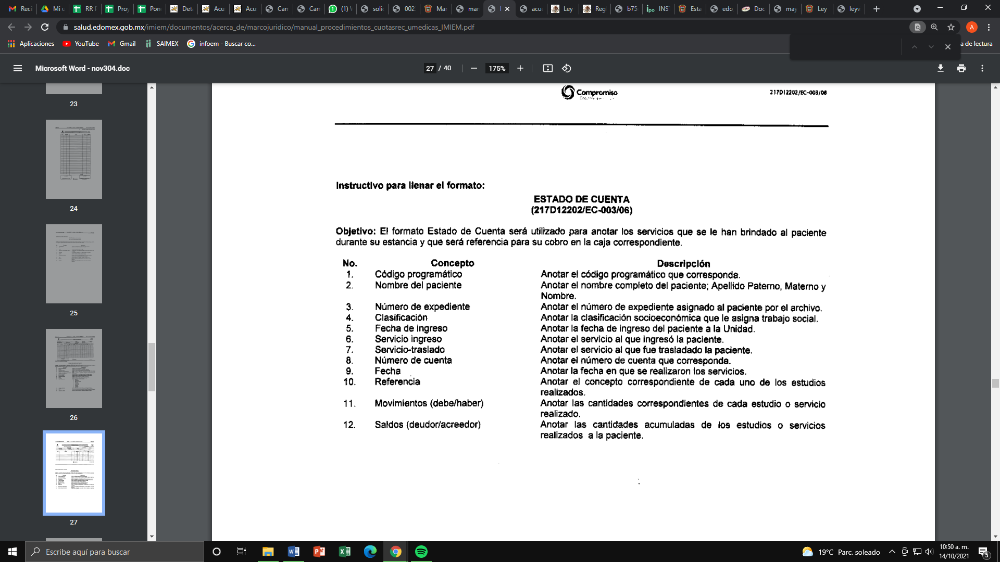 Reci
Mi u
RR F
Proy
Pon
Det
Acu
Acu
Carr
Carr
(1) V
solic
002
Mar
mar
acu
Ley
Reg
b75
INS
Esta
edo
Doc
may
Ley
leyv
salud.edomex.gob.mx/imiem/documentos/acerca_de/marcojuridico/manual_procedimientos_cuotasrec_umedicas_IMIEM.pdf
A
Aplicaciones
YouTube
Gmail
SAIMEX
infoem - Buscar co...
a de lectura
Microsoft Word - nov304.doc
27 / 40
175%
23
24
25
26
27
Compromiso
217D12202/EC-003/06
Instructivo para llenar el formato:
ESTADO DE CUENTA
(217D12202/EC-003/06)
Objetivo: El formato Estado de Cuenta será utilizado para anotar los servicios que se le han brindado al paciente
durante su estancia y que será referencia para su cobro en la caja correspondiente.
No. Concepto Descripción
1. Código programático Anotar el código programático que corresponda.
2. Nombre del paciente Anotar el nombre completo del paciente; Apellido Paterno, Materno y
Nombre.
3. Número de expediente Anotar el número de expediente asignado al paciente por el archivo.
4. Clasificación Anotar la clasificación socioeconómica que le asigna trabajo social.
5. Fecha de ingreso Anotar la fecha de ingreso del paciente a la Unidad.
6. Servicio ingreso Anotar el servicio al que ingresó la paciente.
7. Servicio-traslado Anotar el servicio al que fue trasladado la paciente.
8. Número de cuenta Anotar el número de cuenta que corresponda.
9. Fecha Anotar la fecha en que se realizaron los servicios.
10. Referencia Anotar el concepto correspondiente de cada uno de los estudios
realizados.
11. Movimientos (debe/haber) Anotar las cantidades correspondientes de cada estudio o servicio
realizado.
12. Saldos (deudor/acreedor) Anotar las cantidades acumuladas de los estudios o servicios
realizados a la paciente.
Escribe aquí para buscar
19°C Parc. soleado
10:50 a. m.
14/10/2021
5